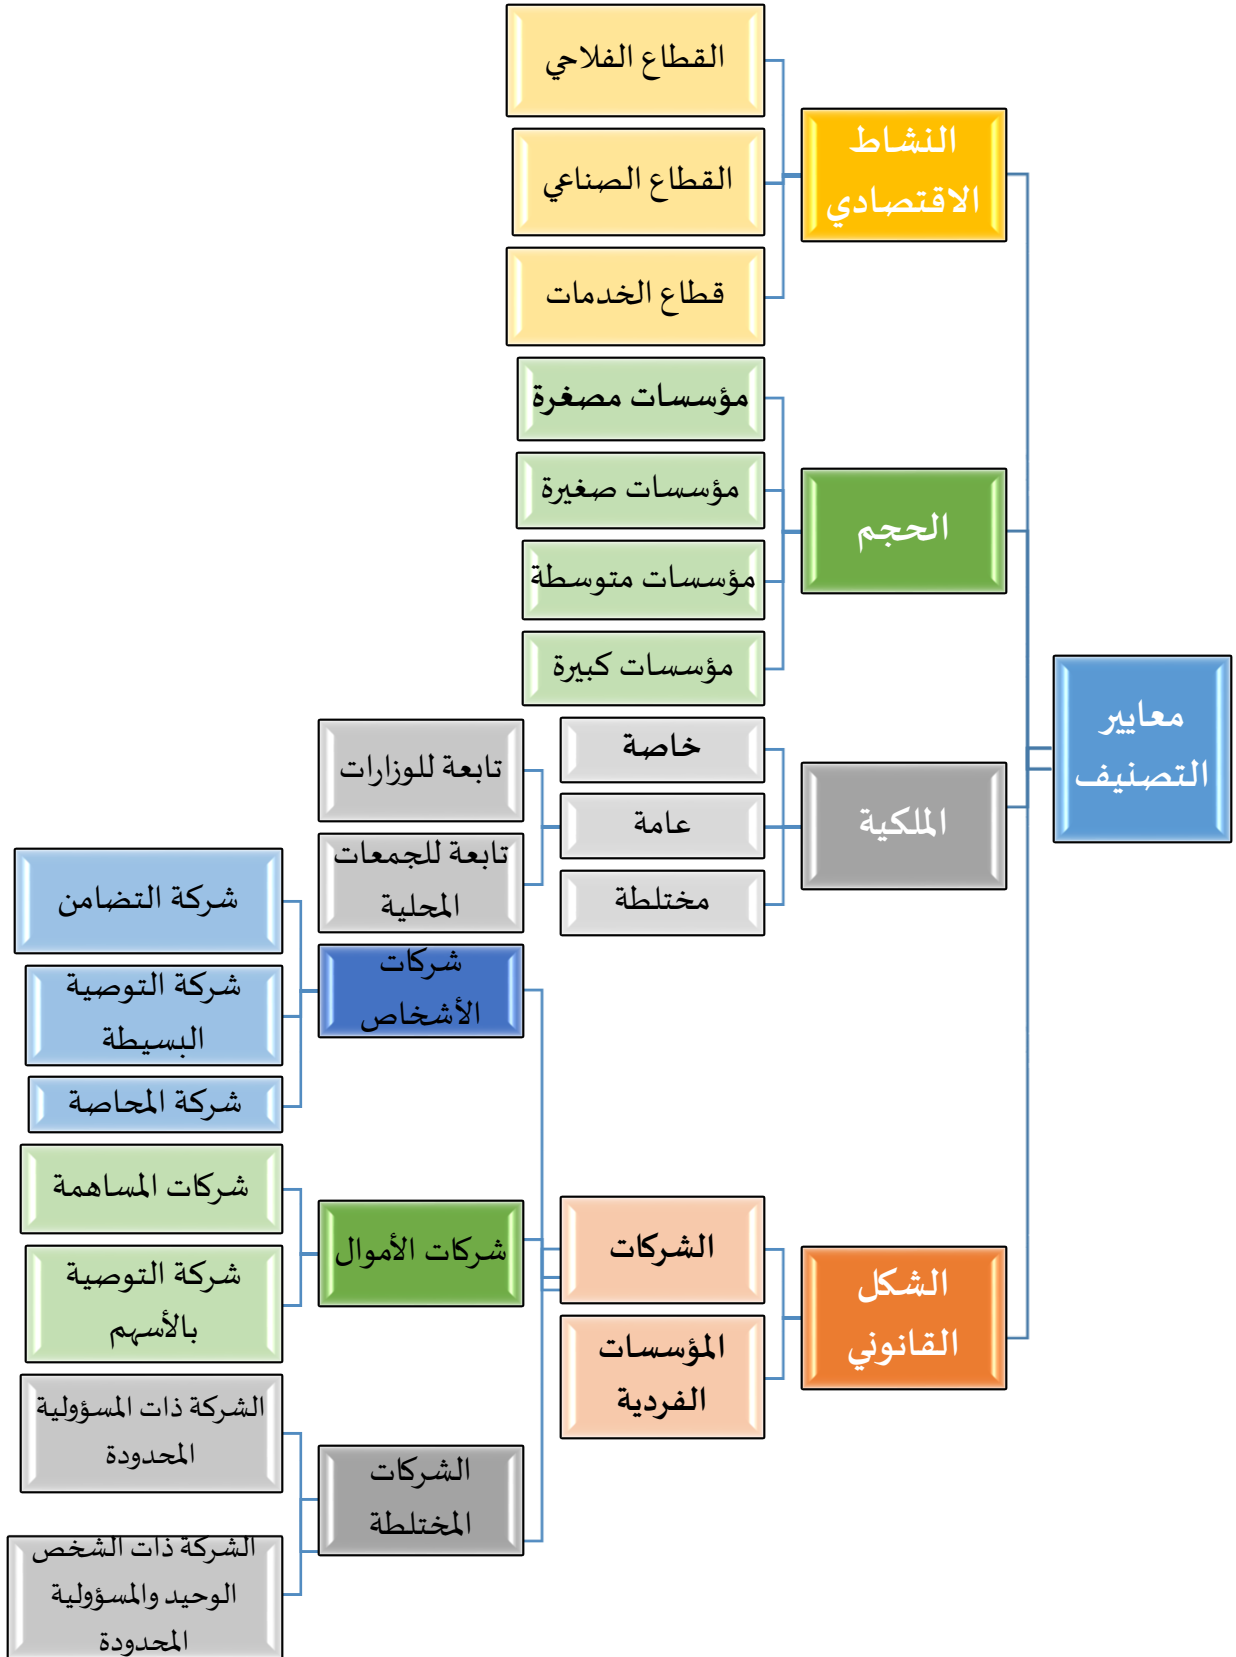 معايير
التصنيف
النشاط
الاقتصادي
القطاع الفلاحي
القطاع الصناعي
قطاع الخدمات
الحجم
مؤسسات مصغرة
مؤسسات صغيرة
مؤسسات متوسطة
مؤسسات كبيرة
الملكية
خاصة
عامة
تابعة للوزارات
تابعة للجمعات
المحلية
مختلطة
الشكل
القانوني
الشركات
شركات
الأشخاص
شركة التضامن
شركة التوصية
البسيطة
شركة المحاصة
شركات الأموال
شركات المساهمة
شركة التوصية
بالأسهم
الشركات
المختلطة
الشركة ذات المسؤولية
المحدودة
الشركة ذات الشخص
الوحيد والمسؤولية
المحدودة
المؤسسات
الفردية